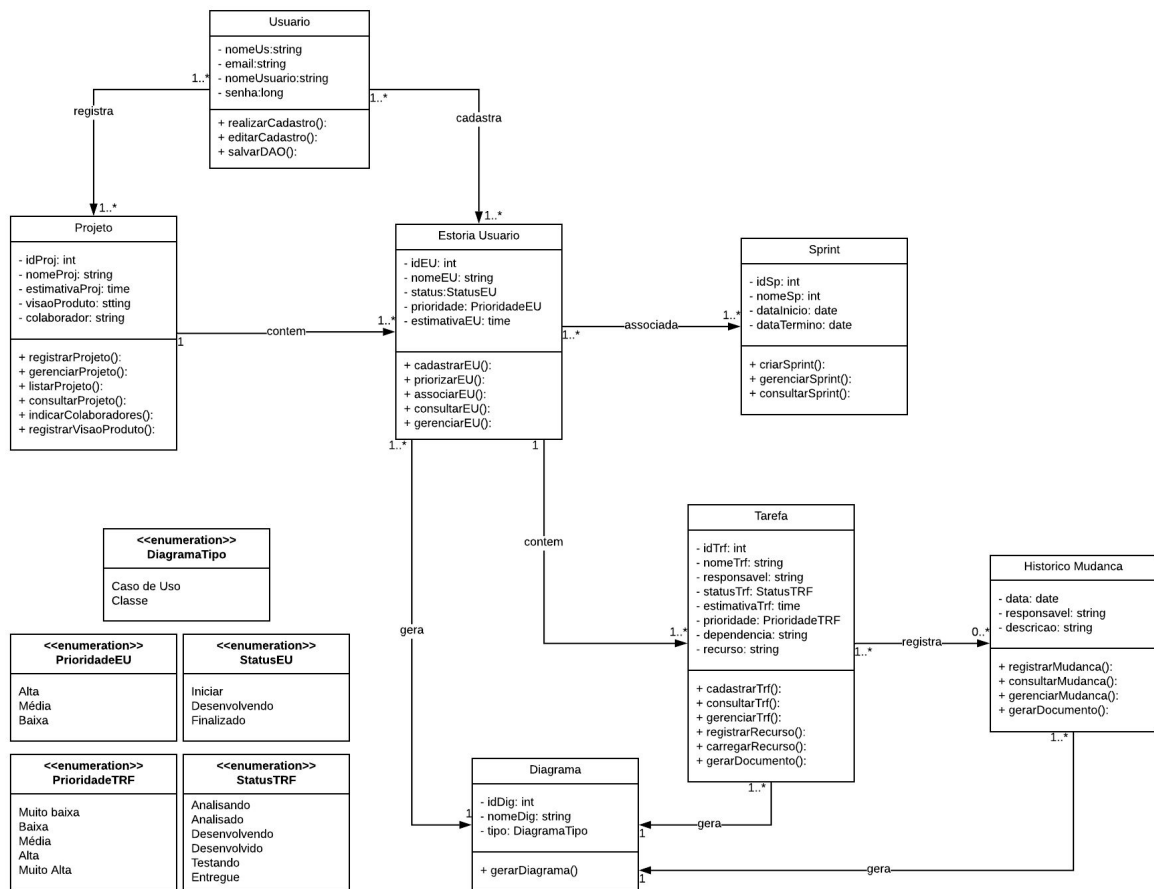 Usuario
- nomeUs:string
- email:string
- nomeUsuario:string
- senha:long
+ realizarCadastro():
+ editarCadastro():
+ salvarDAO():
1..*
registra
1..*
1..*
cadastra
1..*
Projeto
- idProj: int
- nomeProj: string
- estimativaProj: time
- visaoProduto: stting
- colaborador: string
+ registrarProjeto():
+ gerenciarProjeto():
+ listarProjeto():
+ consultarProjeto():
+ indicarColaboradores():
+ registrarVisaoProduto():
1
contem
1..*
Estoria Usuario
- idEU: int
- nomeEU: string
- status:StatusEU
- prioridade: PrioridadeEU
- estimativaEU: time
+ cadastrarEU():
+ priorizarEU():
+ associarEU():
+ consultarEU():
+ gerenciarEU():
1..*
associada
1..*
Sprint
- idSp: int
- nomeSp: int
- dataInicio: date
- dataTermino: date
+ criarSprint():
+ gerenciarSprint():
+ consultarSprint():
1..*
gera
1
1
contem
1..*
Tarefa
- idTrf: int
- nomeTrf: string
- responsavel: string
- statusTrf: StatusTRF
- estimativaTrf: time
- prioridade: PrioridadeTRF
- dependencia: string
- recurso: string
+ cadastrarTrf():
+ consultarTrf():
+ gerenciarTrf():
+ registrarRecurso():
+ carregarRecurso():
+ gerarDocumento():
1..*
registra
0..*
Historico Mudanca
- data: date
- responsavel: string
- descricao: string
+ registrarMudanca():
+ consultarMudanca():
+ gerenciarMudanca():
+ gerarDocumento():
1..*
gera
1
1..*
gera
1
<<enumeration>>
DiagramaTipo
Caso de Uso
Classe
<<enumeration>>
PrioridadeEU
Alta
Média
Baixa
<<enumeration>>
StatusEU
Iniciar
Desenvolvendo
Finalizado
<<enumeration>>
PrioridadeTRF
Muito baixa
Baixa
Média
Alta
Muito Alta
<<enumeration>>
StatusTRF
Analisando
Analisado
Desenvolvendo
Desenvolvido
Testando
Entregue
Diagrama
- idDig: int
- nomeDig: string
- tipo: DiagramaTipo
+ gerarDiagrama()